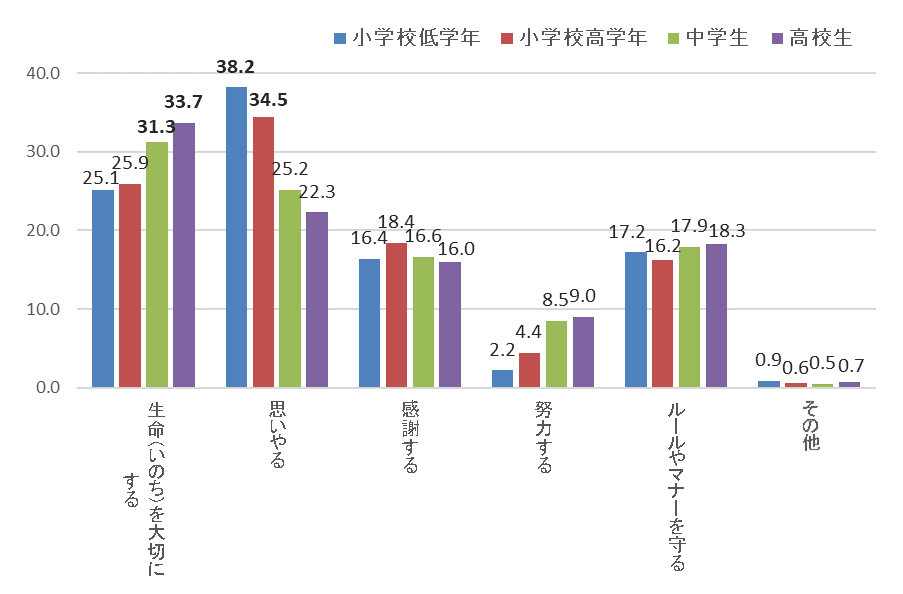 小学校低学年 小学校高学年 中学生 高校生
40.0
30.0
20.0
10.0
0.0
25.1 25.9 31.3 33.7
38.2 34.5 25.2 22.3
16.4 18.4 16.6 16.0
2.2 4.4 8.5 9.0
17.2 16.2 17.9 18.3
0.9 0.6 0.5 0.7
生命(いのち)を大切に
する
思いやる
感謝する
努力する
ルールやマナーを守る
その他